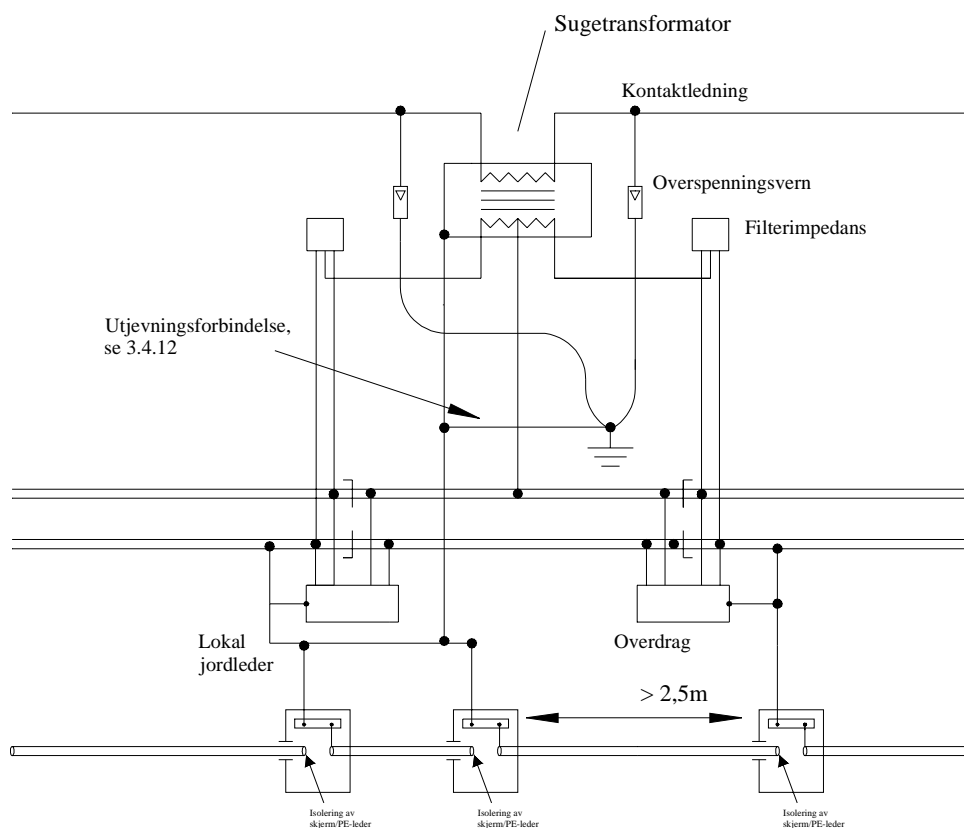 Sugetransformator
Kontaktledning
Overspenningsvern
Filterimpedans
Utjevningsforbindelse,
se 3.4.12
Lokal
jordleder
Overdrag
> 2,5m
Isolering av
skjerm/PE-leder
Isolering av
skjerm/PE-leder
Isolering av
skjerm/PE-leder